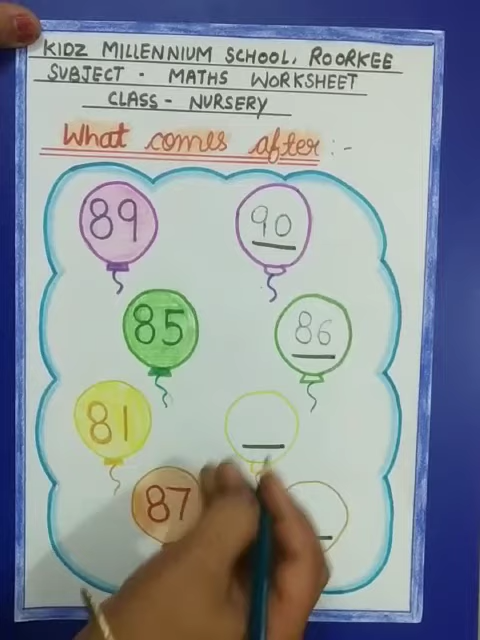 KIDZ MILLENNIUM SCHOOL, ROORKEE
SUBJECT - MATHS WORKSHEET
CLASS - NURSERY
What comes after :-
89 90
85 86
81
87